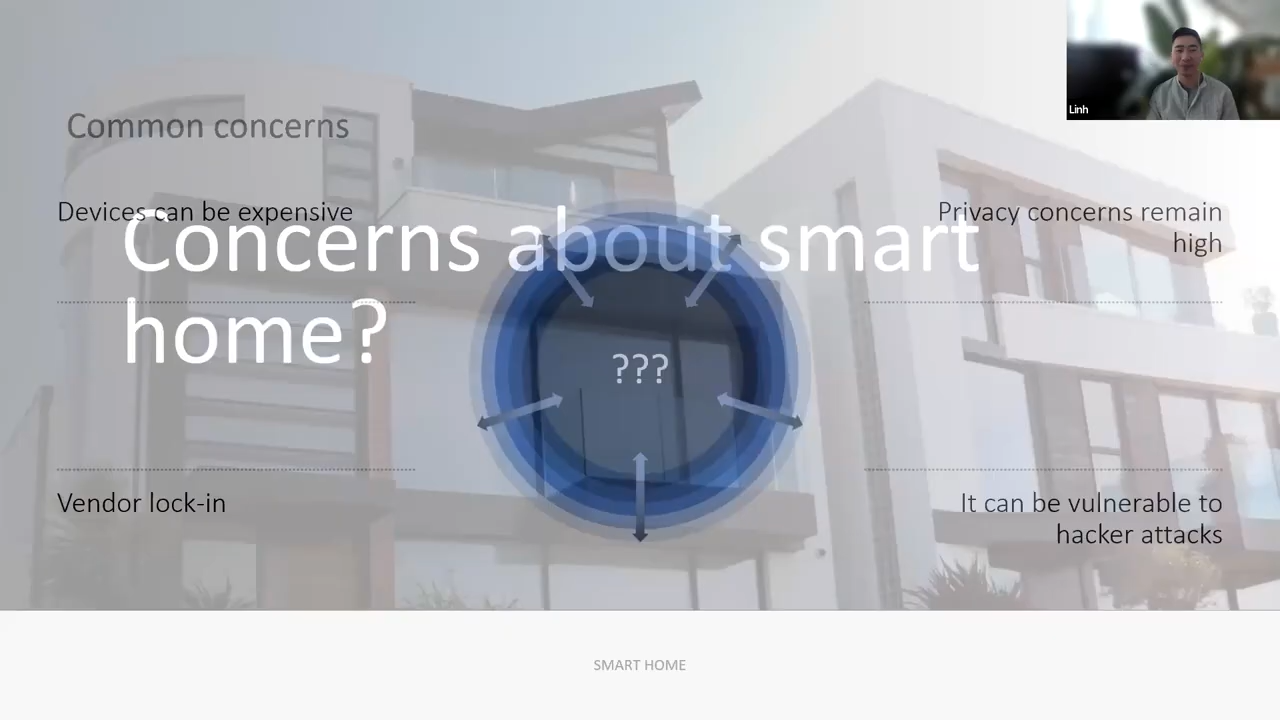 Linh
Common concerns
Devices can be expensive
Privacy concerns remain
high
Concerns about smart
home?
???
Vendor lock-in
It can be vulnerable to
hacker attacks
SMART HOME